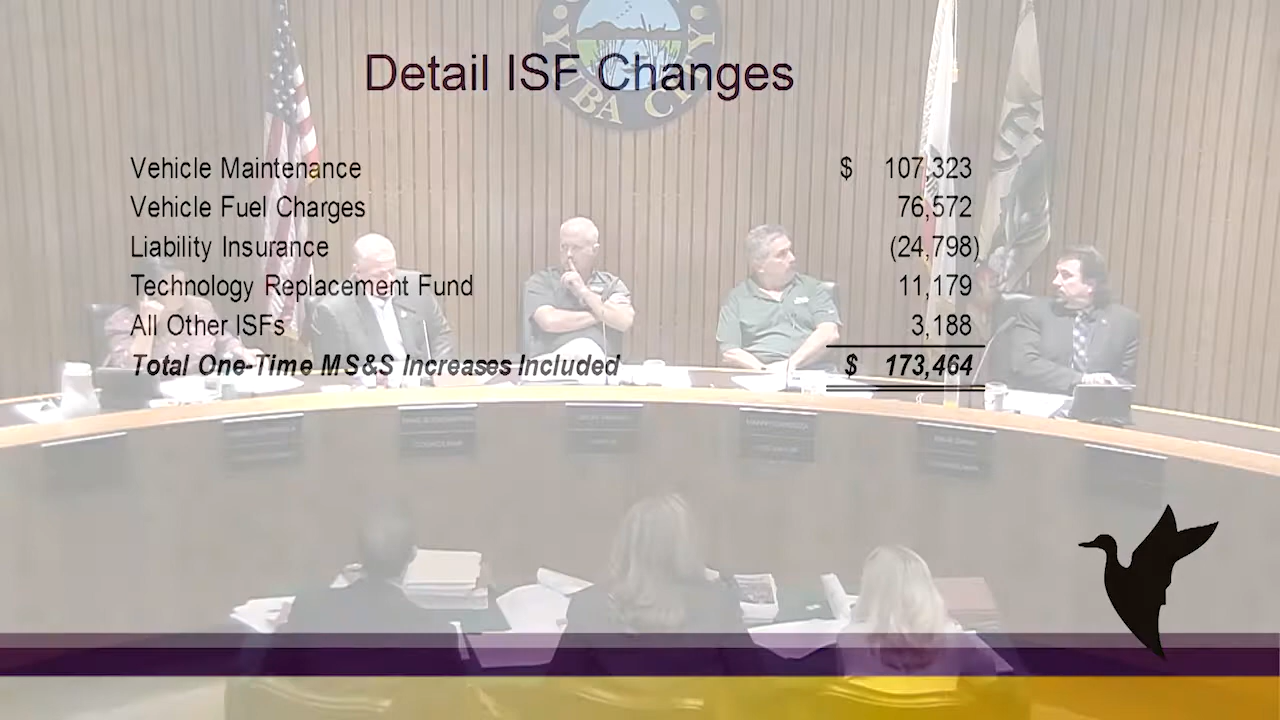 Detail ISF Changes
Vehicle Maintenance $ 107,323
Vehicle Fuel Charges 76,572
Liability Insurance (24,798)
Technology Replacement Fund 11,179
All Other ISFs 3,188
Total One-Time MS&S Increases Included $ 173,464